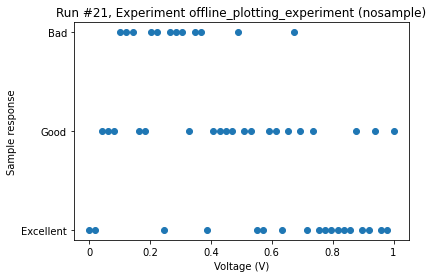 Run #21, Experiment offline_plotting_experiment (nosample)
Bad
Good
Excellent
Sample response
0 0.2 0.4 0.6 0.8 1
Voltage (V)